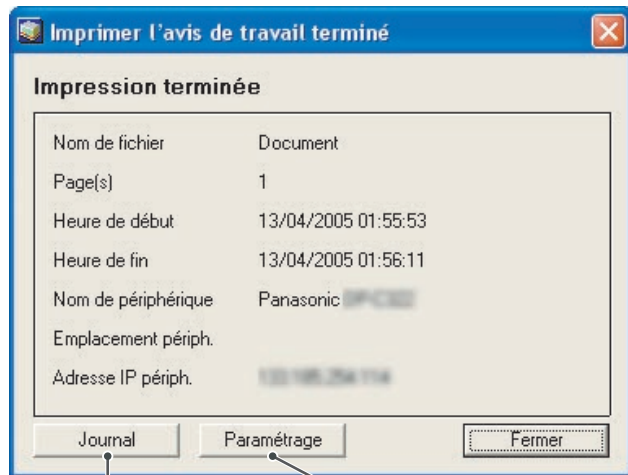 Imprimer l'avis de travail terminé
Impression terminée
Nom de fichier Document
Page(s) 1
Heure de début 13/04/2005 01:55:53
Heure de fin 13/04/2005 01:56:11
Nom de périphérique Panasonic
Emplacement périph.
Adresse IP périph.
Journal Paramétrage Fermer